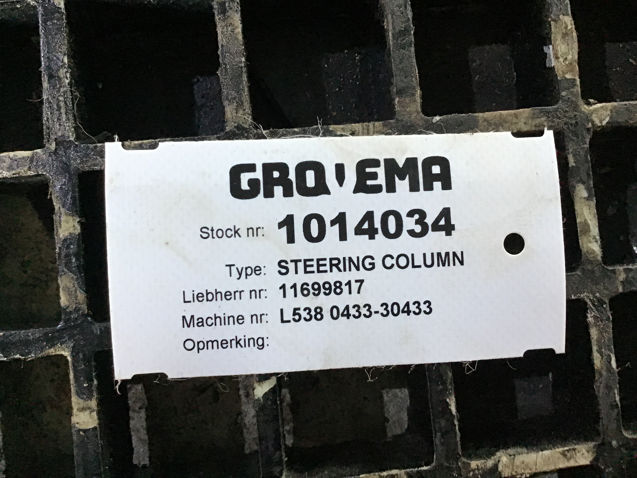 GROVEMA
Stock nr: 1014034
Type: STEERING COLUMN
Liebherr nr: 11699817
Machine nr: L538 0433-30433
Opmerking: